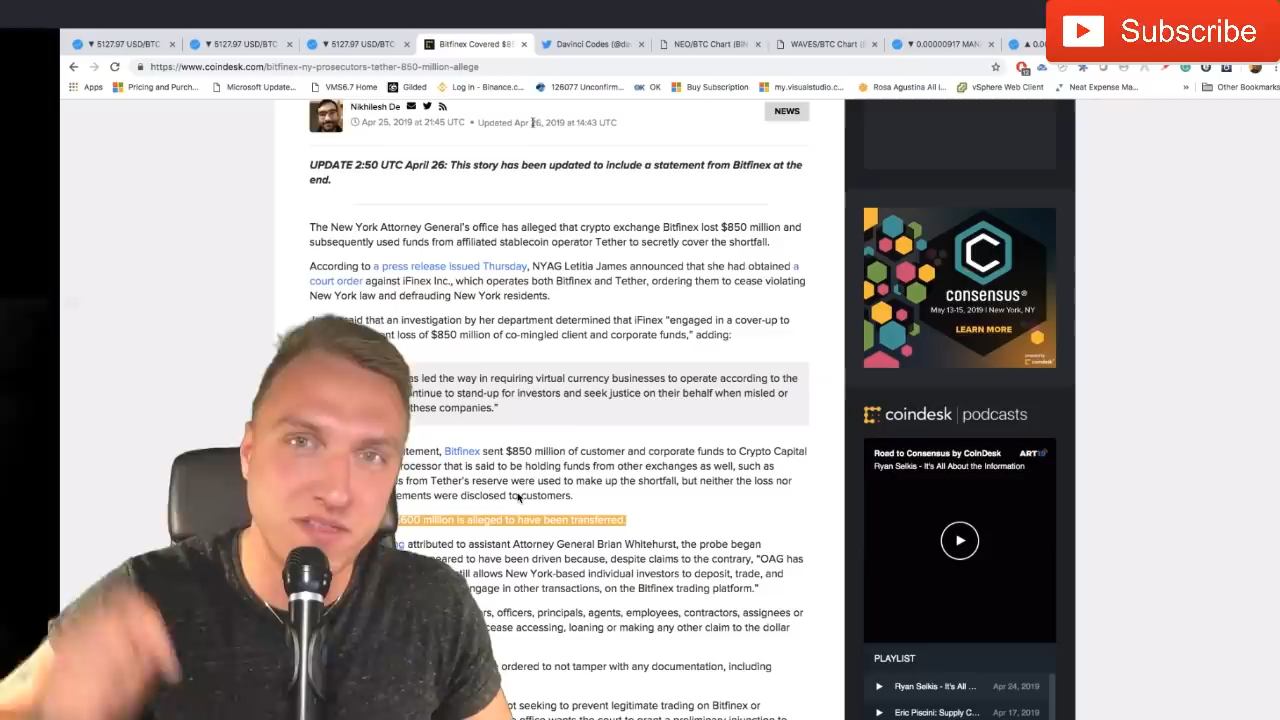 Subscribe
▼ 5127.97 USD/BTC
▼ 5127.97 USD/BTC
▼ 5127.97 USD/BTC
Bitfinex Covered $8
Davinci Codes (@da
NEO/BTC Chart (BIN
WAVES/BTC Chart (
▼ 0.00000917 MAN
▲ 0.0
https://www.coindesk.com/bitfinex-ny-prosecutors-tether-850-million-allege
Apps
Pricing and Purch...
Microsoft Update...
VMS6.7 Home
Gilded
Log in - Binance.c...
126077 Unconfirm...
OK
Buy Subscription
my.visualstudio.c...
Rosa Agustina All i...
vSphere Web Client
Neat Expense Ma...
»
Other Bookmarks
Nikhilesh De
NEWS
Apr 25, 2019 at 21:45 UTC • Updated Apr 26, 2019 at 14:43 UTC
UPDATE 2:50 UTC April 26: This story has been updated to include a statement from Bitfinex at the
end.
The New York Attorney General's office has alleged that crypto exchange Bitfinex lost $850 million and
subsequently used funds from affiliated stablecoin operator Tether to secretly cover the shortfall.
According to a press release issued Thursday, NYAG Letitia James announced that she had obtained a
court order against iFinex Inc., which operates both Bitfinex and Tether, ordering them to cease violating
New York law and defrauding New York residents.
said that an investigation by her department determined that iFinex "engaged in a cover-up to
loss of $850 million of co-mingled client and corporate funds," adding:
led the way in requiring virtual currency businesses to operate according to the
to stand-up for investors and seek justice on their behalf when misled or
these companies."
Bitfinex sent $850 million of customer and corporate funds to Crypto Capital
that is said to be holding funds from other exchanges as well, such as
from Tether's reserve were used to make up the shortfall, but neither the loss nor
were disclosed to customers.
600 million is alleged to have been transferred.
attributed to assistant Attorney General Brian Whitehurst, the probe began
to have been driven because, despite claims to the contrary, "OAG has
still allows New York-based individual investors to deposit, trade, and
in other transactions, on the Bitfinex trading platform."
officers, principals, agents, employees, contractors, assignees or
cease accessing, loaning or making any other claim to the dollar
ordered to not tamper with any documentation, including
seeking to prevent legitimate trading on Bitfinex or
office wants the court to grant a preliminary injunction to
consensus®
May 13-15, 2019 | New York, NY
LEARN MORE
powered by
coindesk
coindesk | podcasts
Road to Consensus by CoinDesk
ART19
Ryan Selkis - It's All About the Information
PLAYLIST
Ryan Selkis - It's All ... Apr 24, 2019
Eric Piscini: Supply C... Apr 17, 2019